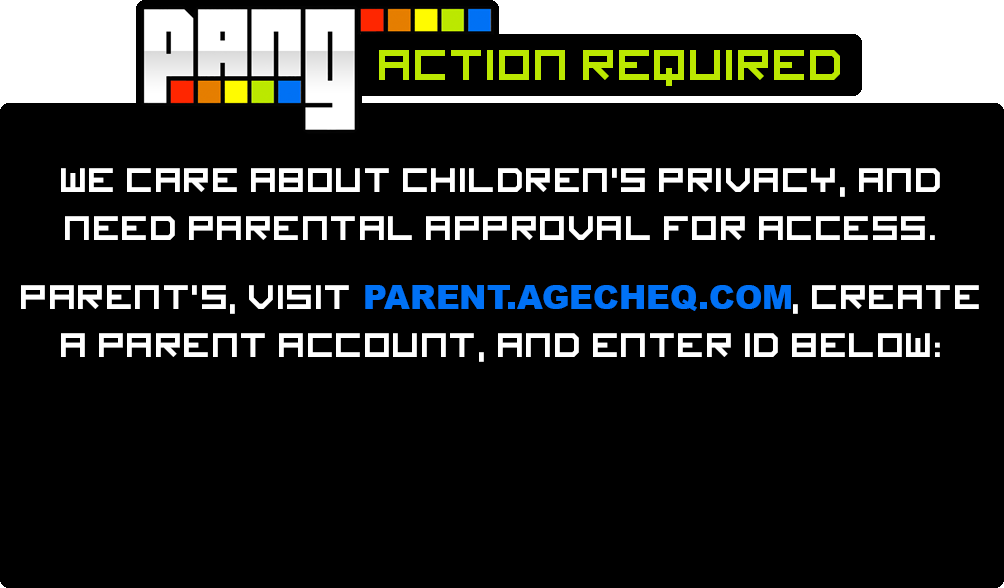 PANG
ACTION REQUIRED
WE CARE ABOUT CHILDREN'S PRIVACY, AND
NEED PARENTAL APPROVAL FOR ACCESS.
PARENT'S, VISIT PARENT.AGECHEQ.COM, CREATE
A PARENT ACCOUNT, AND ENTER ID BELOW: